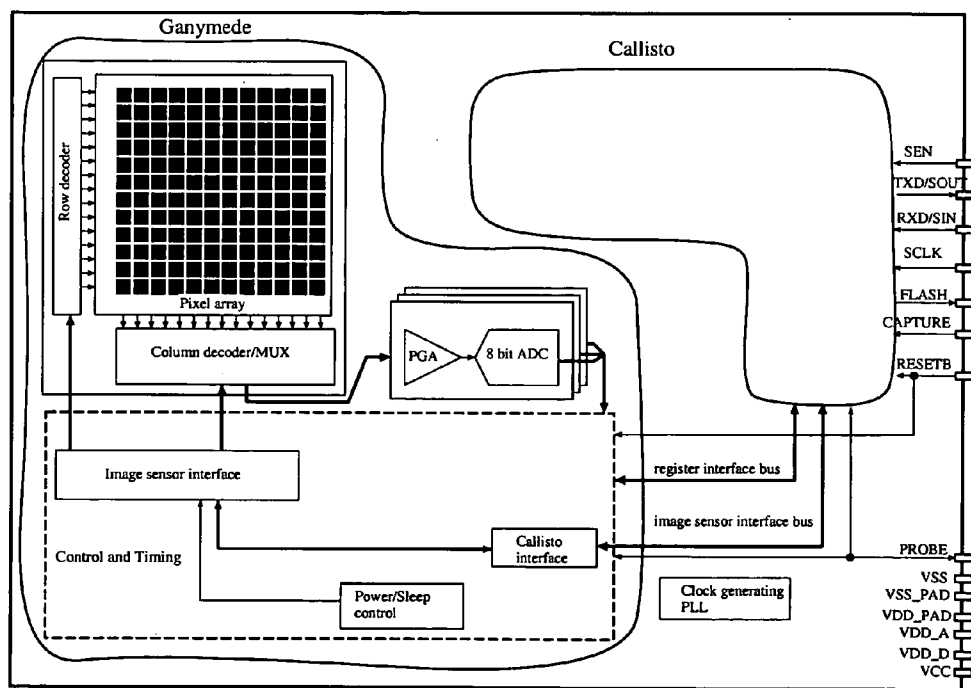 Ganymede
Callisto
Row decoder
Pixel array
Column decoder/MUX
PGA
8 bit ADC
SEN
TXD/SOUT
RXD/SIN
SCLK
FLASH
CAPTURE
RESETB
Image sensor interface
register interface bus
image sensor interface bus
Control and Timing
Callisto
interface
Power/Sleep
control
Clock generating
PLL
PROBE
VSS
VSS_PAD
VDD_PAD
VDD_A
VDD_D
VCC